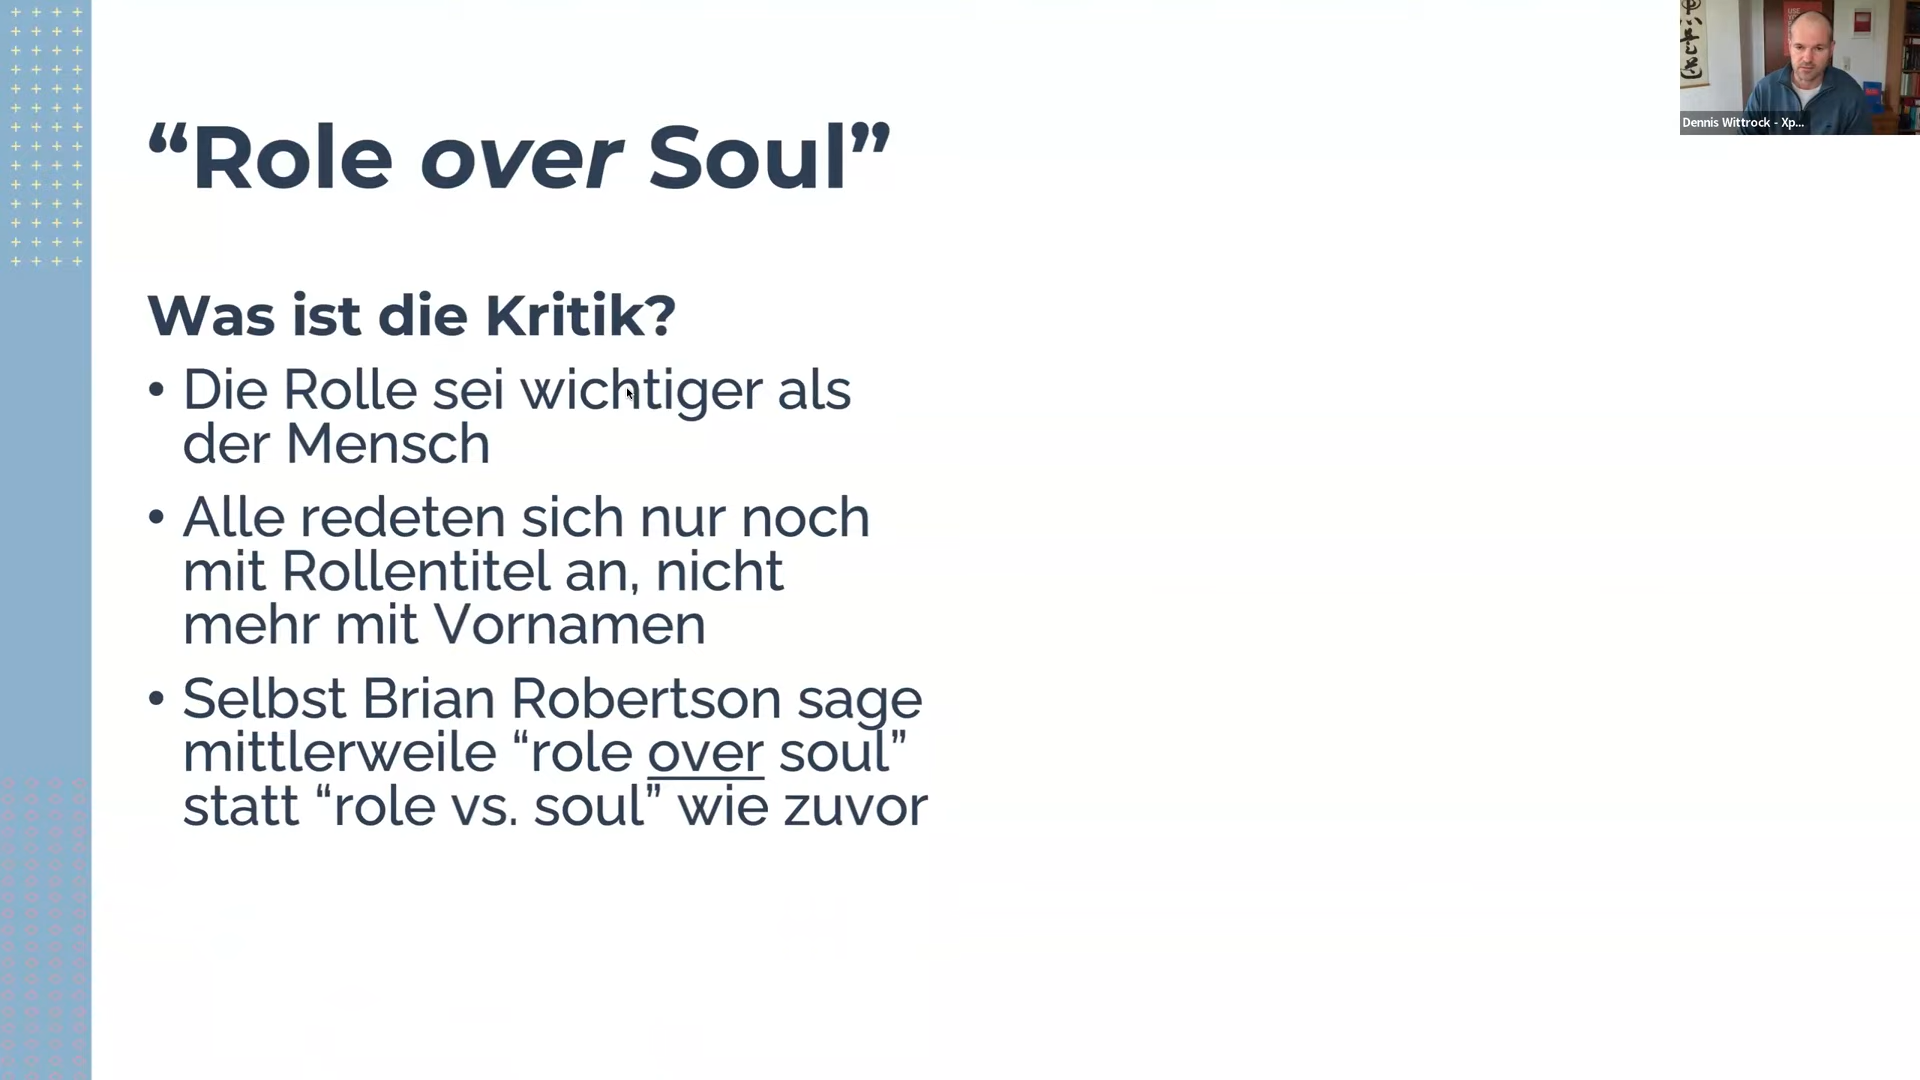 “Role over Soul”
Was ist die Kritik?
• Die Rolle sei wichtiger als
der Mensch
• Alle redeten sich nur noch
mit Rollentitel an, nicht
mehr mit Vornamen
• Selbst Brian Robertson sage
mittlerweile “role over soul”
statt “role vs. soul” wie zuvor
Dennis Wittrock - Xp...